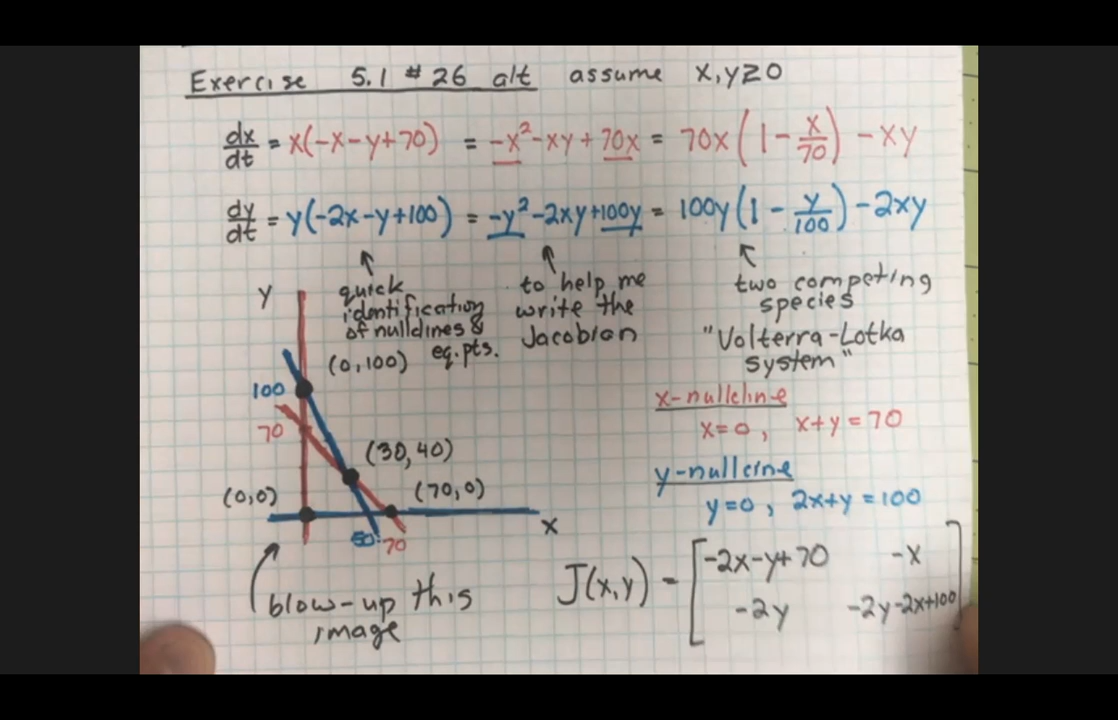 Exercise 5.1 #26 alt assume x,y≥0
dx/dt = x(-x-y+70) = -x²-xy+70x = 70x(1-x/70)-xy
dy/dt = y(-2x-y+100) = -y²-2xy+100y = 100y(1-y/100)-2xy
quick
identification
of nullclines &
eq.pts.
to help me
write the
Jacobian
two competing
species
"Volterra-Lotka
system"
y
(0,100)
100
70
(30,40)
(0,0)
(70,0)
x
50
70
blow-up this
image
x-nullcline
x=0, x+y=70
y-nullcine
y=0, 2x+y=100
J(x,y) = [-2x-y+70 -x
-2y -2y-2x+100]